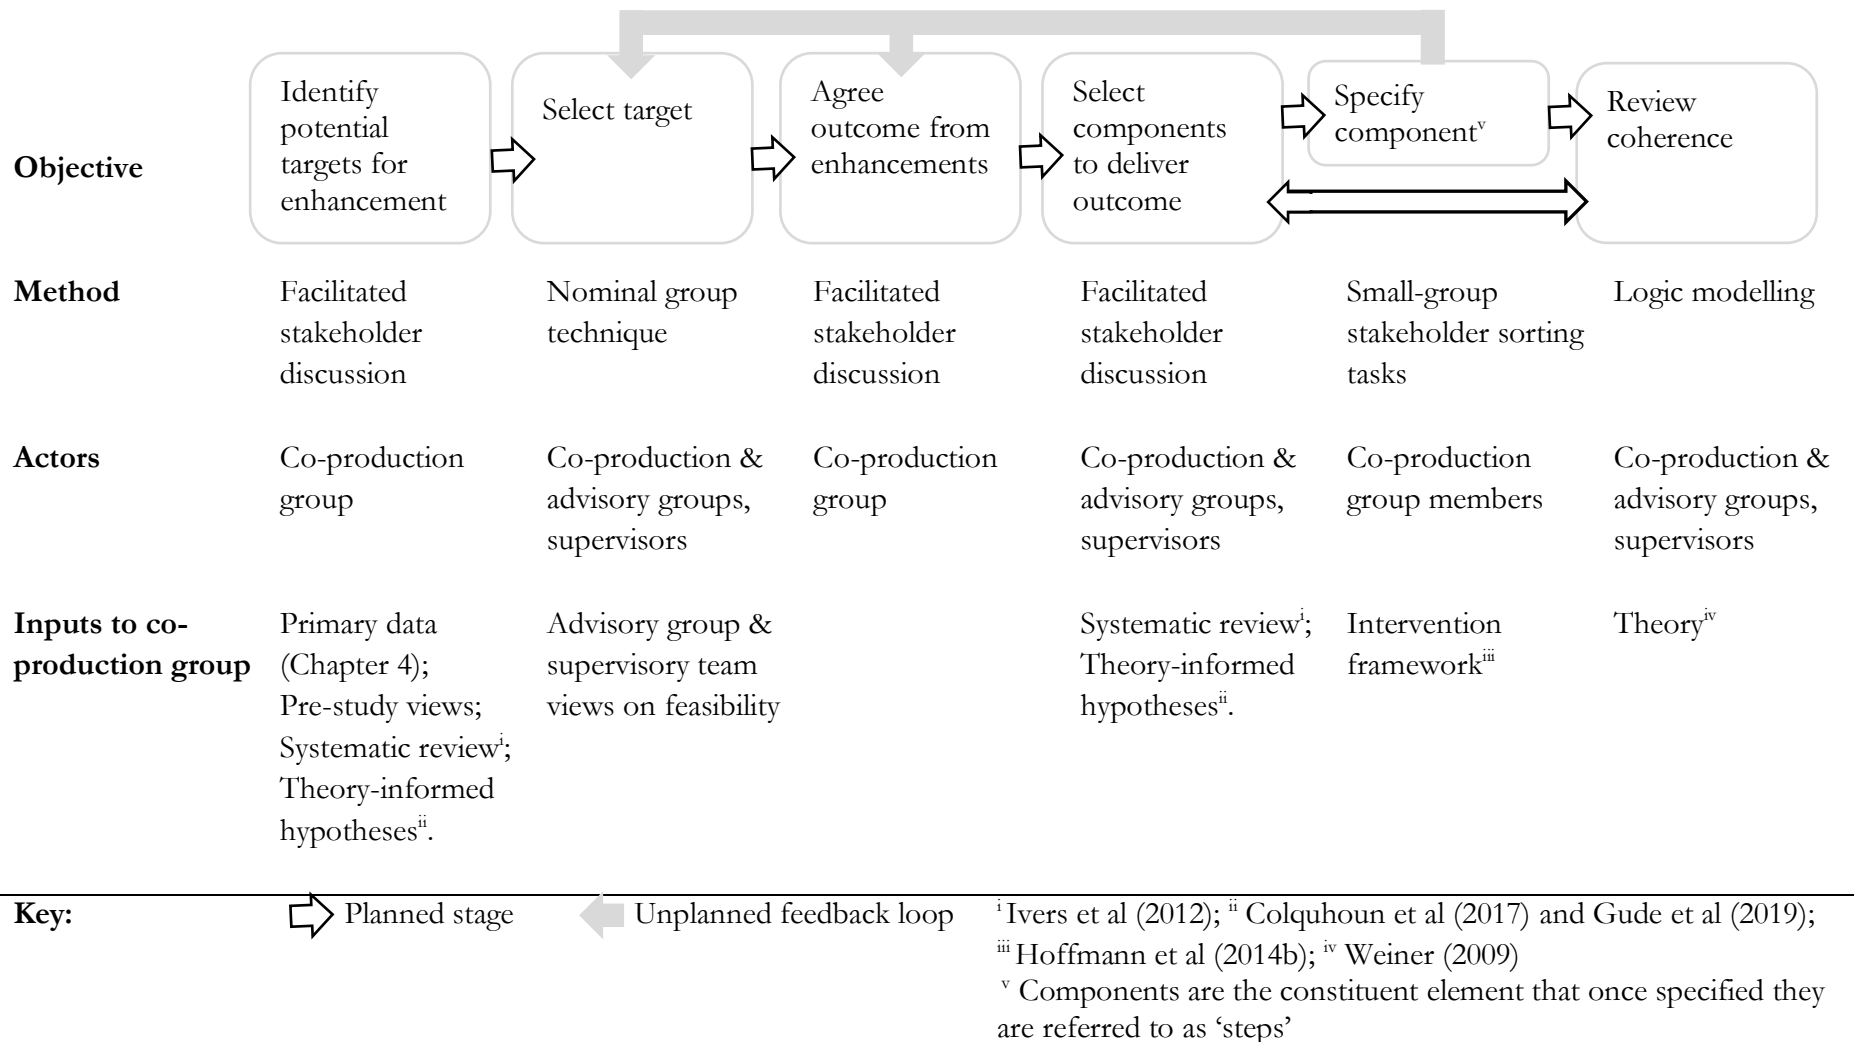 Objective
Identify
potential
targets for
enhancement
Select target
Agree
outcome from
enhancements
Select
components
to deliver
outcome
Specify
componentᵛ
Review
coherence
Method
Facilitated
stakeholder
discussion
Nominal group
technique
Facilitated
stakeholder
discussion
Facilitated
stakeholder
discussion
Small-group
stakeholder sorting
tasks
Logic modelling
Actors
Co-production
group
Co-production &
advisory groups,
supervisors
Co-production
group
Co-production &
advisory groups,
supervisors
Co-production
group members
Co-production &
advisory groups,
supervisors
Inputs to co-
production group
Primary data
(Chapter 4);
Pre-study views;
Systematic reviewⁱ;
Theory-informed
hypothesesⁱⁱ.
Advisory group &
supervisory team
views on feasibility
Systematic reviewⁱ;
Theory-informed
hypothesesⁱⁱ.
Intervention
frameworkⁱⁱⁱ
Theoryⁱᵛ
Key:
Planned stage
Unplanned feedback loop
ⁱ Ivers et al (2012); ⁱⁱ Colquhoun et al (2017) and Gude et al (2019);
ⁱⁱⁱ Hoffmann et al (2014b); ⁱᵛ Weiner (2009)
ᵛ Components are the constituent element that once specified they
are referred to as ‘steps’